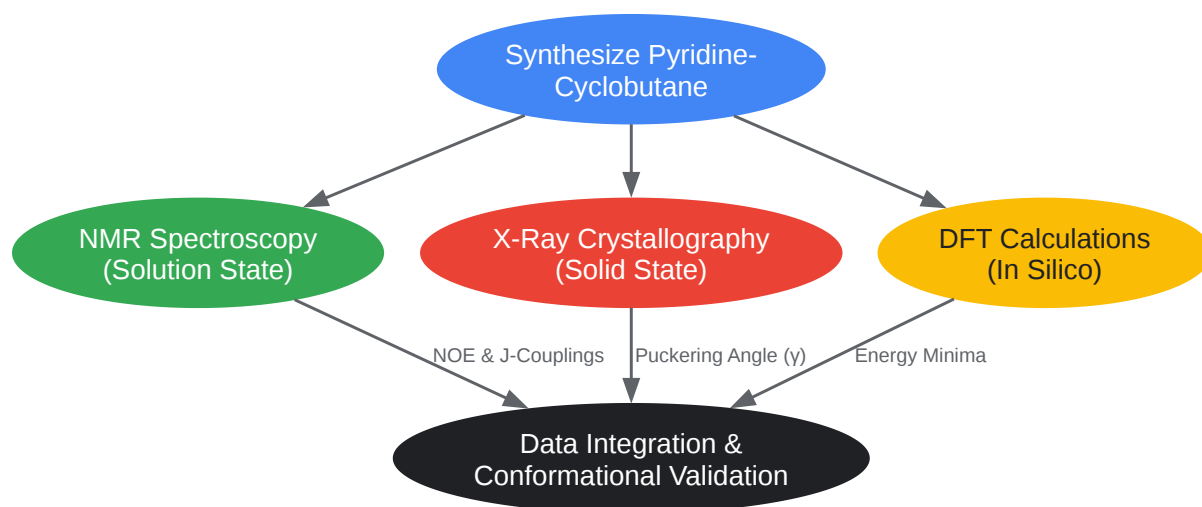 Synthesize Pyridine-
Cyclobutane
NMR Spectroscopy
(Solution State)
X-Ray Crystallography
(Solid State)
DFT Calculations
(In Silico)
NOE & J-Couplings
Puckering Angle (γ)
Energy Minima
Data Integration &
Conformational Validation